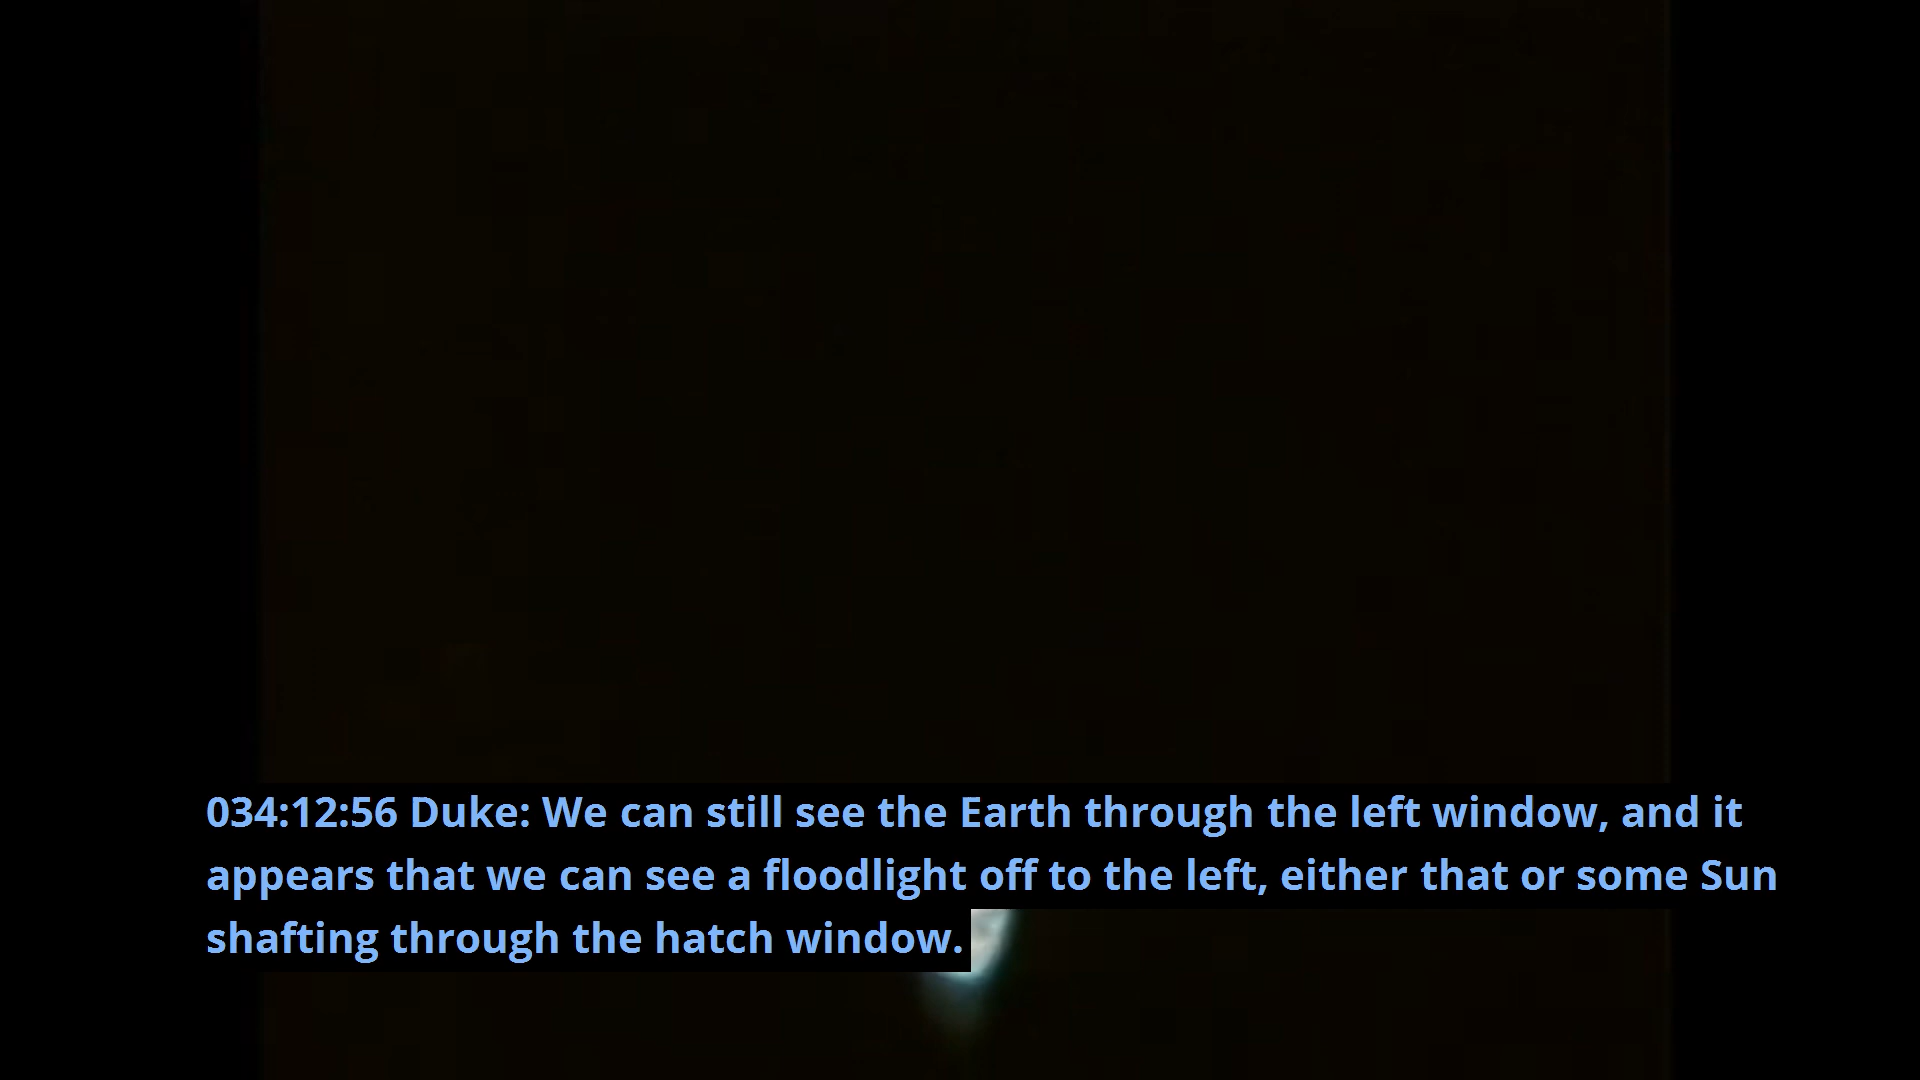 034:12:56 Duke: We can still see the Earth through the left window, and it
appears that we can see a floodlight off to the left, either that or some Sun
shafting through the hatch window.